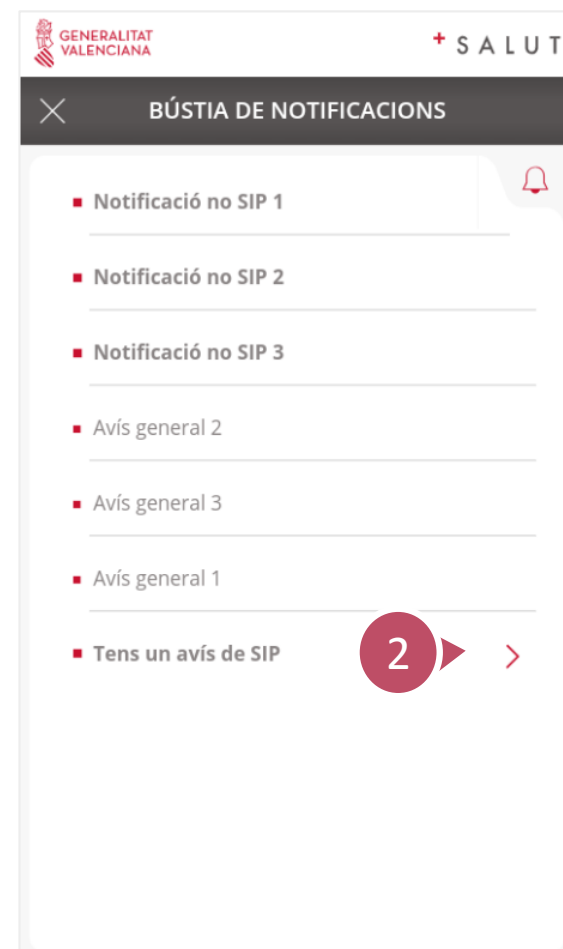 GENERALITAT
VALENCIANA
+ SALUT
BÚSTIA DE NOTIFICACIONS
Notificació no SIP 1
Notificació no SIP 2
Notificació no SIP 3
Avís general 2
Avís general 3
Avís general 1
Tens un avís de SIP
2